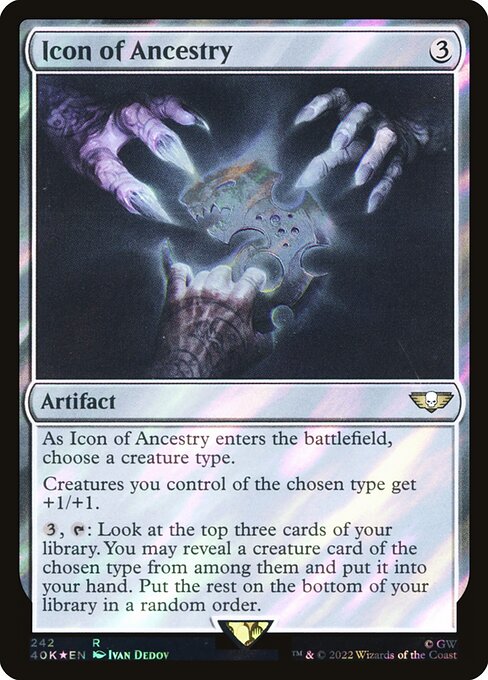 Icon of Ancestry 3
Artifact
As Icon of Ancestry enters the battlefield,
choose a creature type.
Creatures you control of the chosen type get
+1/+1.
3, : Look at the top three cards of your
library. You may reveal a creature card of the
chosen type from among them and put it into
your hand. Put the rest on the bottom of your
library in a random order.
242 R © GW
40K★EN Ivan Dedov ™ & © 2022 Wizards of the Coast